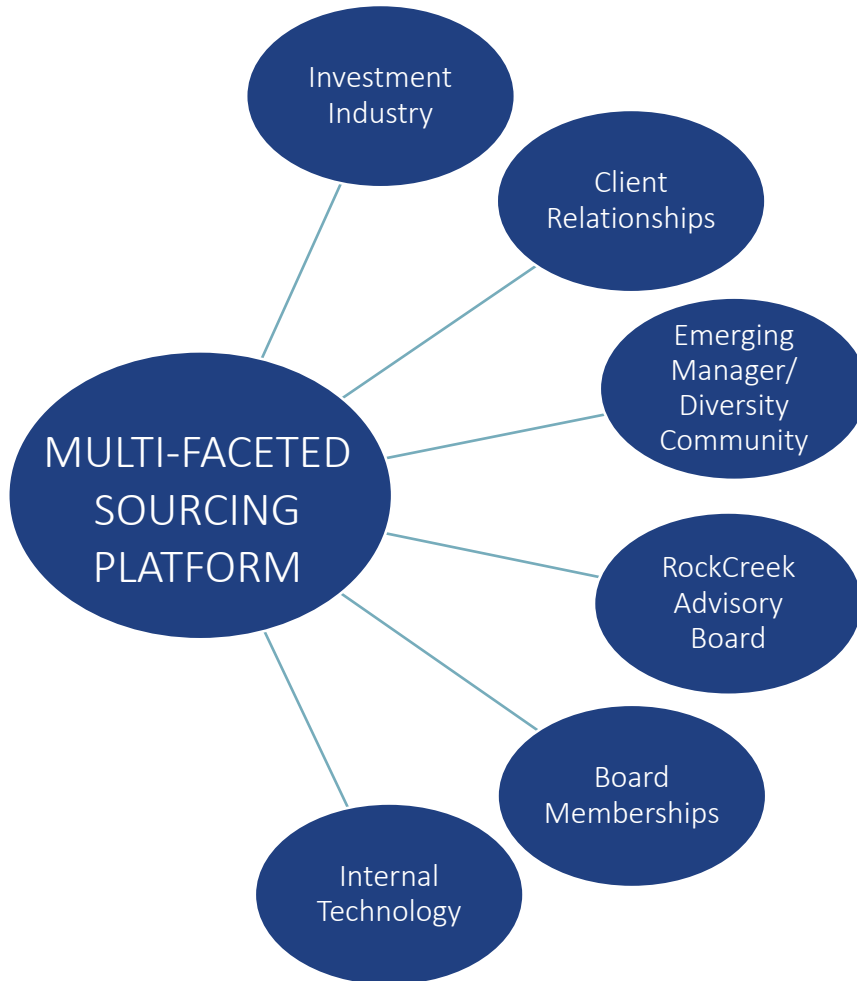 Investment
Industry
Client
Relationships
Emerging
Manager/
Diversity
Community
MULTI-FACETED
SOURCING
PLATFORM
RockCreek
Advisory
Board
Board
Memberships
Internal
Technology